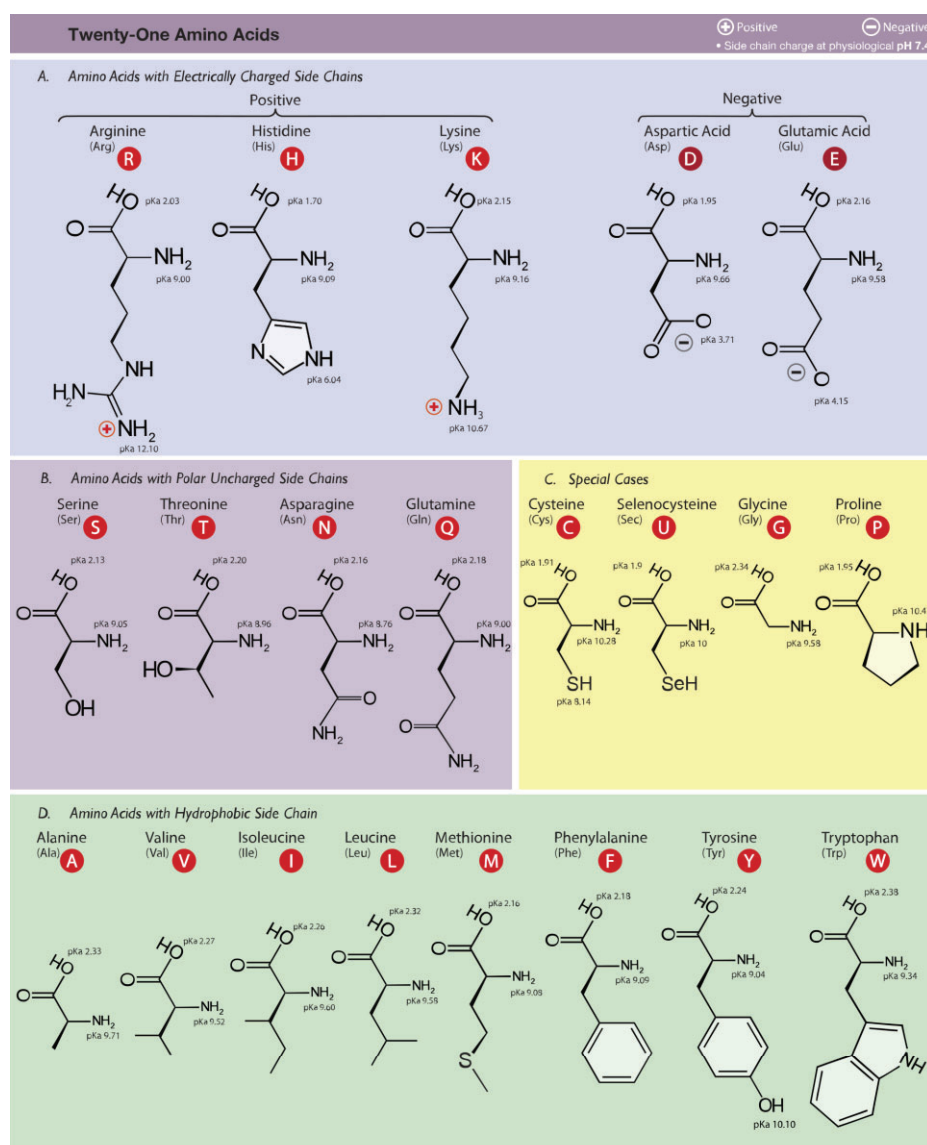 Twenty-One Amino Acids
+ Positive
− Negative
• Side chain charge at physiological pH 7.4
A. Amino Acids with Electrically Charged Side Chains
Positive
Negative
Arginine
(Arg)
R
Histidine
(His)
H
Lysine
(Lys)
K
Aspartic Acid
(Asp)
D
Glutamic Acid
(Glu)
E
HO
pKa 2.03
O
NH2
pKa 9.00
NH
H2N
+
NH2
pKa 12.10
HO
pKa 1.70
O
NH2
pKa 9.09
N
NH
pKa 6.04
HO
pKa 2.15
O
NH2
pKa 9.16
+
NH3
pKa 10.67
HO
pKa 1.95
O
NH2
pKa 9.66
O
O
−
pKa 3.71
HO
pKa 2.16
O
NH2
pKa 9.58
O
−
O
pKa 4.15
B. Amino Acids with Polar Uncharged Side Chains
Serine
(Ser)
S
Threonine
(Thr)
T
Asparagine
(Asn)
N
Glutamine
(Gln)
Q
pKa 2.13
HO
O
pKa 9.05
NH2
OH
pKa 2.20
HO
O
pKa 8.96
NH2
HO
pKa 2.16
HO
O
pKa 8.76
NH2
O
NH2
pKa 2.18
HO
O
pKa 9.00
NH2
O
NH2
C. Special Cases
Cysteine
(Cys)
C
Selenocysteine
(Sec)
U
Glycine
(Gly)
G
Proline
(Pro)
P
pKa 1.91
HO
O
NH2
pKa 10.28
SH
pKa 8.14
pKa 1.9
HO
O
NH2
pKa 10
SeH
pKa 2.34
HO
O
NH2
pKa 9.58
pKa 1.95
HO
O
pKa 10.4
NH
D. Amino Acids with Hydrophobic Side Chain
Alanine
(Ala)
A
Valine
(Val)
V
Isoleucine
(Ile)
I
Leucine
(Leu)
L
Methionine
(Met)
M
Phenylalanine
(Phe)
F
Tyrosine
(Tyr)
Y
Tryptophan
(Trp)
W
pKa 2.33
HO
O
NH2
pKa 9.71
pKa 2.27
HO
O
NH2
pKa 9.52
pKa 2.26
HO
O
NH2
pKa 9.60
pKa 2.32
HO
O
NH2
pKa 9.58
pKa 2.16
HO
O
NH2
pKa 9.08
S
pKa 2.18
HO
O
NH2
pKa 9.09
pKa 2.24
HO
O
NH2
pKa 9.04
OH
pKa 10.10
pKa 2.38
HO
O
NH2
pKa 9.34
NH